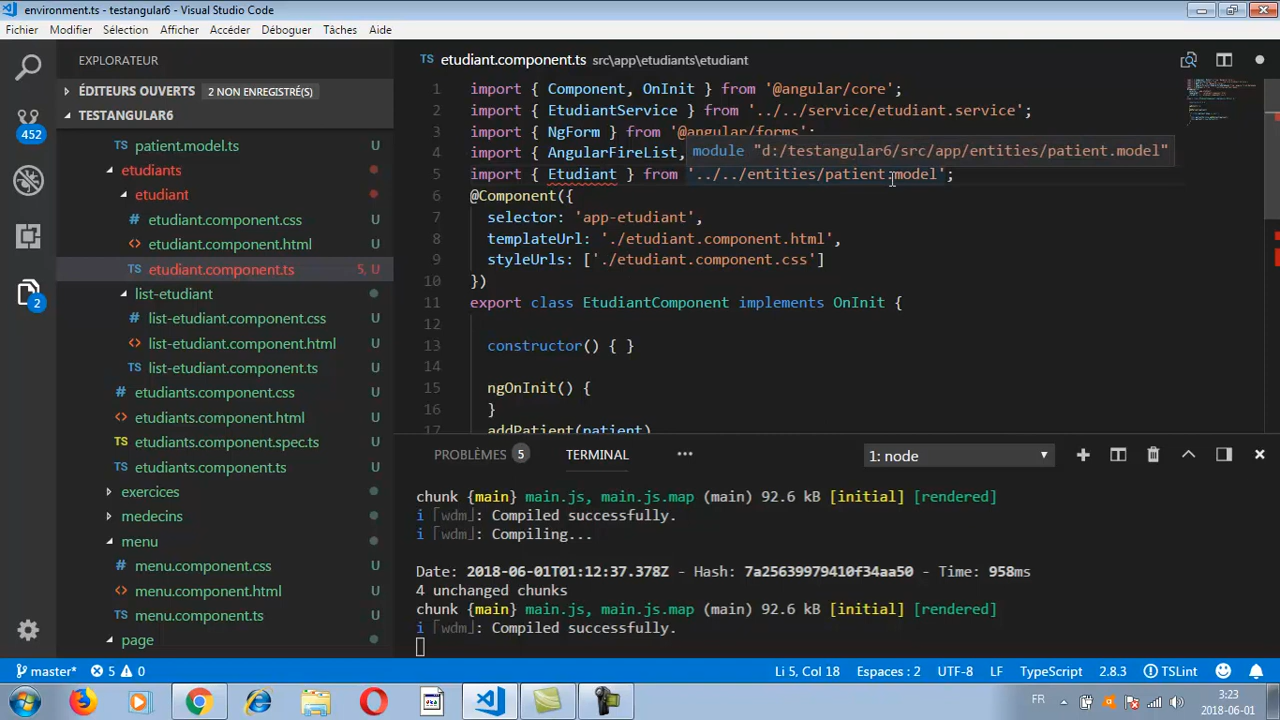 environment.ts - testangular6 - Visual Studio Code
Fichier Modifier Sélection Afficher Accéder Déboguer Tâches Aide
EXPLORATEUR
ÉDITEURS OUVERTS 2 NON ENREGISTRÉ(S)
TESTANGULAR6
patient.model.ts U
etudiants
etudiant
etudiant.component.css U
etudiant.component.html U
etudiant.component.ts 5, U
list-etudiant
list-etudiant.component.css U
list-etudiant.component.html U
list-etudiant.component.ts U
etudiants.component.css U
etudiants.component.html U
etudiants.component.spec.ts U
etudiants.component.ts U
exercices
medecins
menu
menu.component.css U
menu.component.html U
menu.component.ts U
page
452
2
TS etudiant.component.ts src\app\etudiants\etudiant
1 import { Component, OnInit } from '@angular/core';
2 import { EtudiantService } from './../service/etudiant.service';
3 import { NgForm } from '@angular/forms';
4 import { AngularFireList,
module "d:/testangular6/src/app/entities/patient.model"
5 import { Etudiant } from '../../entities/patient.model';
6 @Component({
7 selector: 'app-etudiant',
8 templateUrl: './etudiant.component.html',
9 styleUrls: ['./etudiant.component.css']
10 })
11 export class EtudiantComponent implements OnInit {
12
13 constructor() { }
14
15 ngOnInit() {
16 }
17 addPatient(patient)
PROBLÈMES 5 TERMINAL ••• 1: node
chunk {main} main.js, main.js.map (main) 92.6 kB [initial] [rendered]
i ｢wdm｣: Compiled successfully.
i ｢wdm｣: Compiling...
Date: 2018-06-01T01:12:37.378Z - Hash: 7a25639979410f34aa50 - Time: 958ms
4 unchanged chunks
chunk {main} main.js, main.js.map (main) 92.6 kB [initial] [rendered]
i ｢wdm｣: Compiled successfully.
master* 5 0 Li 5, Col 18 Espaces : 2 UTF-8 LF TypeScript 2.8.3 TSLint
FR 3:23
2018-06-01